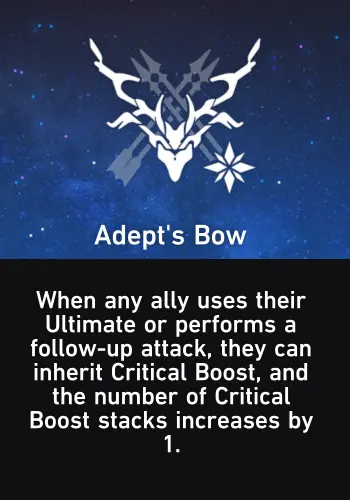 Adept's Bow
When any ally uses their
Ultimate or performs a
follow-up attack, they can
inherit Critical Boost, and
the number of Critical
Boost stacks increases by
1.